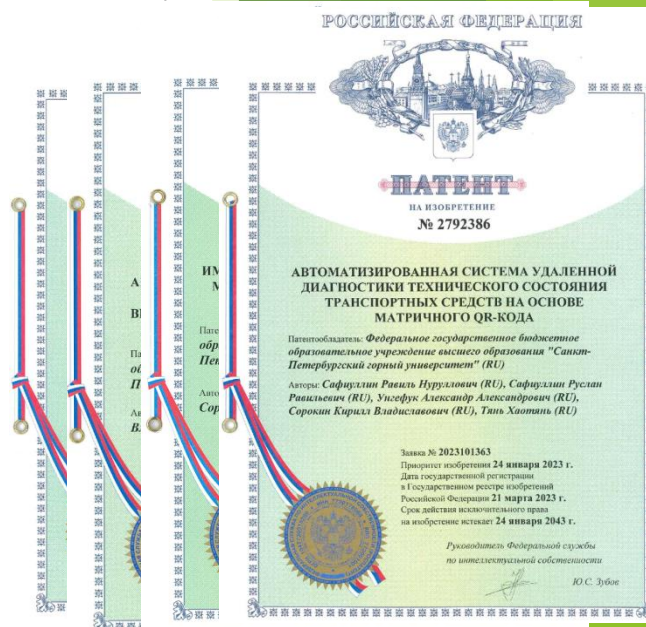 РОССИЙСКАЯ ФЕДЕРАЦИЯ
ПАТЕНТ
НА ИЗОБРЕТЕНИЕ
№ 2792386
АВТОМАТИЗИРОВАННАЯ СИСТЕМА УДАЛЕННОЙ
ДИАГНОСТИКИ ТЕХНИЧЕСКОГО СОСТОЯНИЯ
ТРАНСПОРТНЫХ СРЕДСТВ НА ОСНОВЕ
МАТРИЧНОГО QR-КОДА
Патентообладатель: Федеральное государственное бюджетное
образовательное учреждение высшего образования "Санкт-
Петербургский горный университет" (RU)
Авторы: Сафиуллин Равиль Нуруллович (RU), Сафиуллин Руслан
Равильевич (RU), Унгефук Александр Александрович (RU),
Сорокин Кирилл Владиславович (RU), Тянь Хаотянь (RU)
Заявка № 2023101363
Приоритет изобретения 24 января 2023 г.
Дата государственной регистрации
в Государственном реестре изобретений
Российской Федерации 21 марта 2023 г.
Срок действия исключительного права
на изобретение истекает 24 января 2043 г.
Руководитель Федеральной службы
по интеллектуальной собственности
Ю.С. Зубов